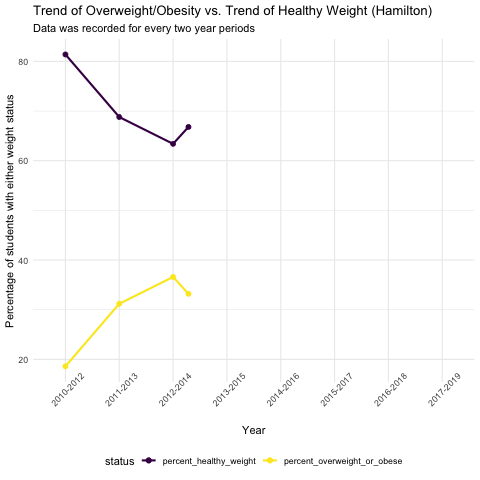 Trend of Overweight/Obesity vs. Trend of Healthy Weight (Hamilton)
Data was recorded for every two year periods
Percentage of students with either weight status
80
60
40
20
2010-2012
2011-2013
2012-2014
2013-2015
2014-2016
2015-2017
2016-2018
2017-2019
Year
status percent_healthy_weight percent_overweight_or_obese